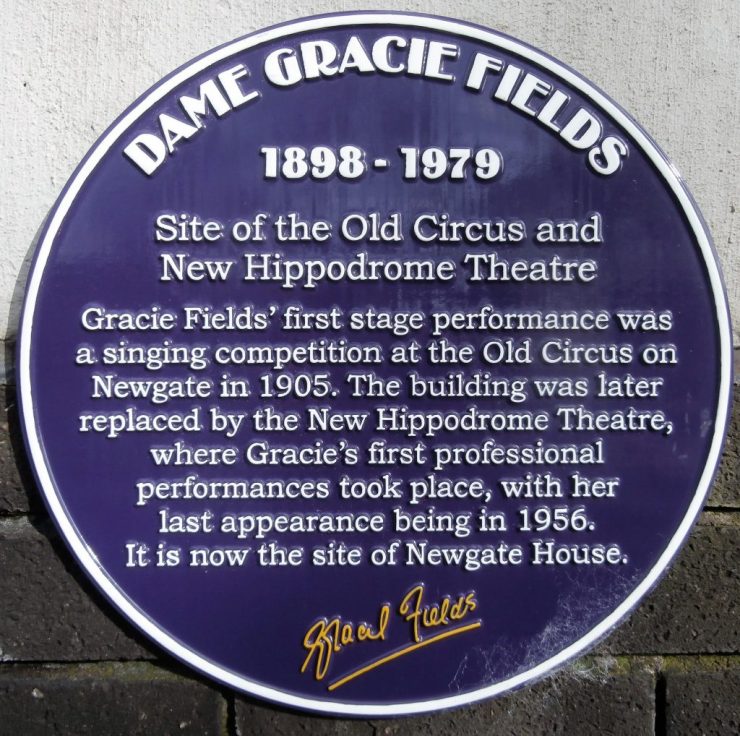 DAME GRACIE FIELDS
1898 - 1979
Site of the Old Circus and
New Hippodrome Theatre
Gracie Fields' first stage performance was
a singing competition at the Old Circus on
Newgate in 1905. The building was later
replaced by the New Hippodrome Theatre,
where Gracie's first professional
performances took place, with her
last appearance being in 1956.
It is now the site of Newgate House.
Gracie Fields